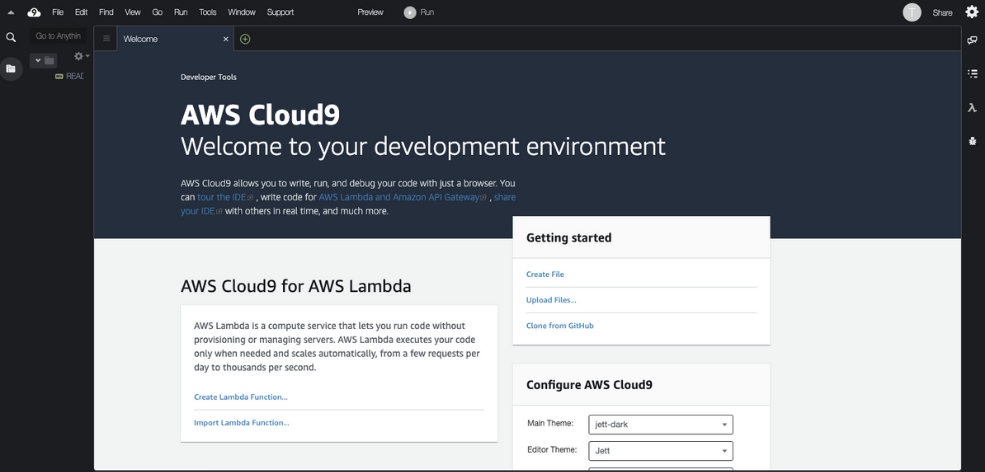 File Edit Find View Go Run Tools Window Support Preview Run
T Share
Go to Anythin
Welcome
READ
Developer Tools
AWS Cloud9
Welcome to your development environment
AWS Cloud9 allows you to write, run, and debug your code with just a browser. You
can tour the IDE, write code for AWS Lambda and Amazon API Gateway, share
your IDE with others in real time, and much more.
Getting started
Create File
Upload Files...
Clone from GitHub
AWS Cloud9 for AWS Lambda
AWS Lambda is a compute service that lets you run code without
provisioning or managing servers. AWS Lambda executes your code
only when needed and scales automatically, from a few requests per
day to thousands per second.
Create Lambda Function...
Import Lambda Function...
Configure AWS Cloud9
Main Theme: jett-dark
Editor Theme: Jett